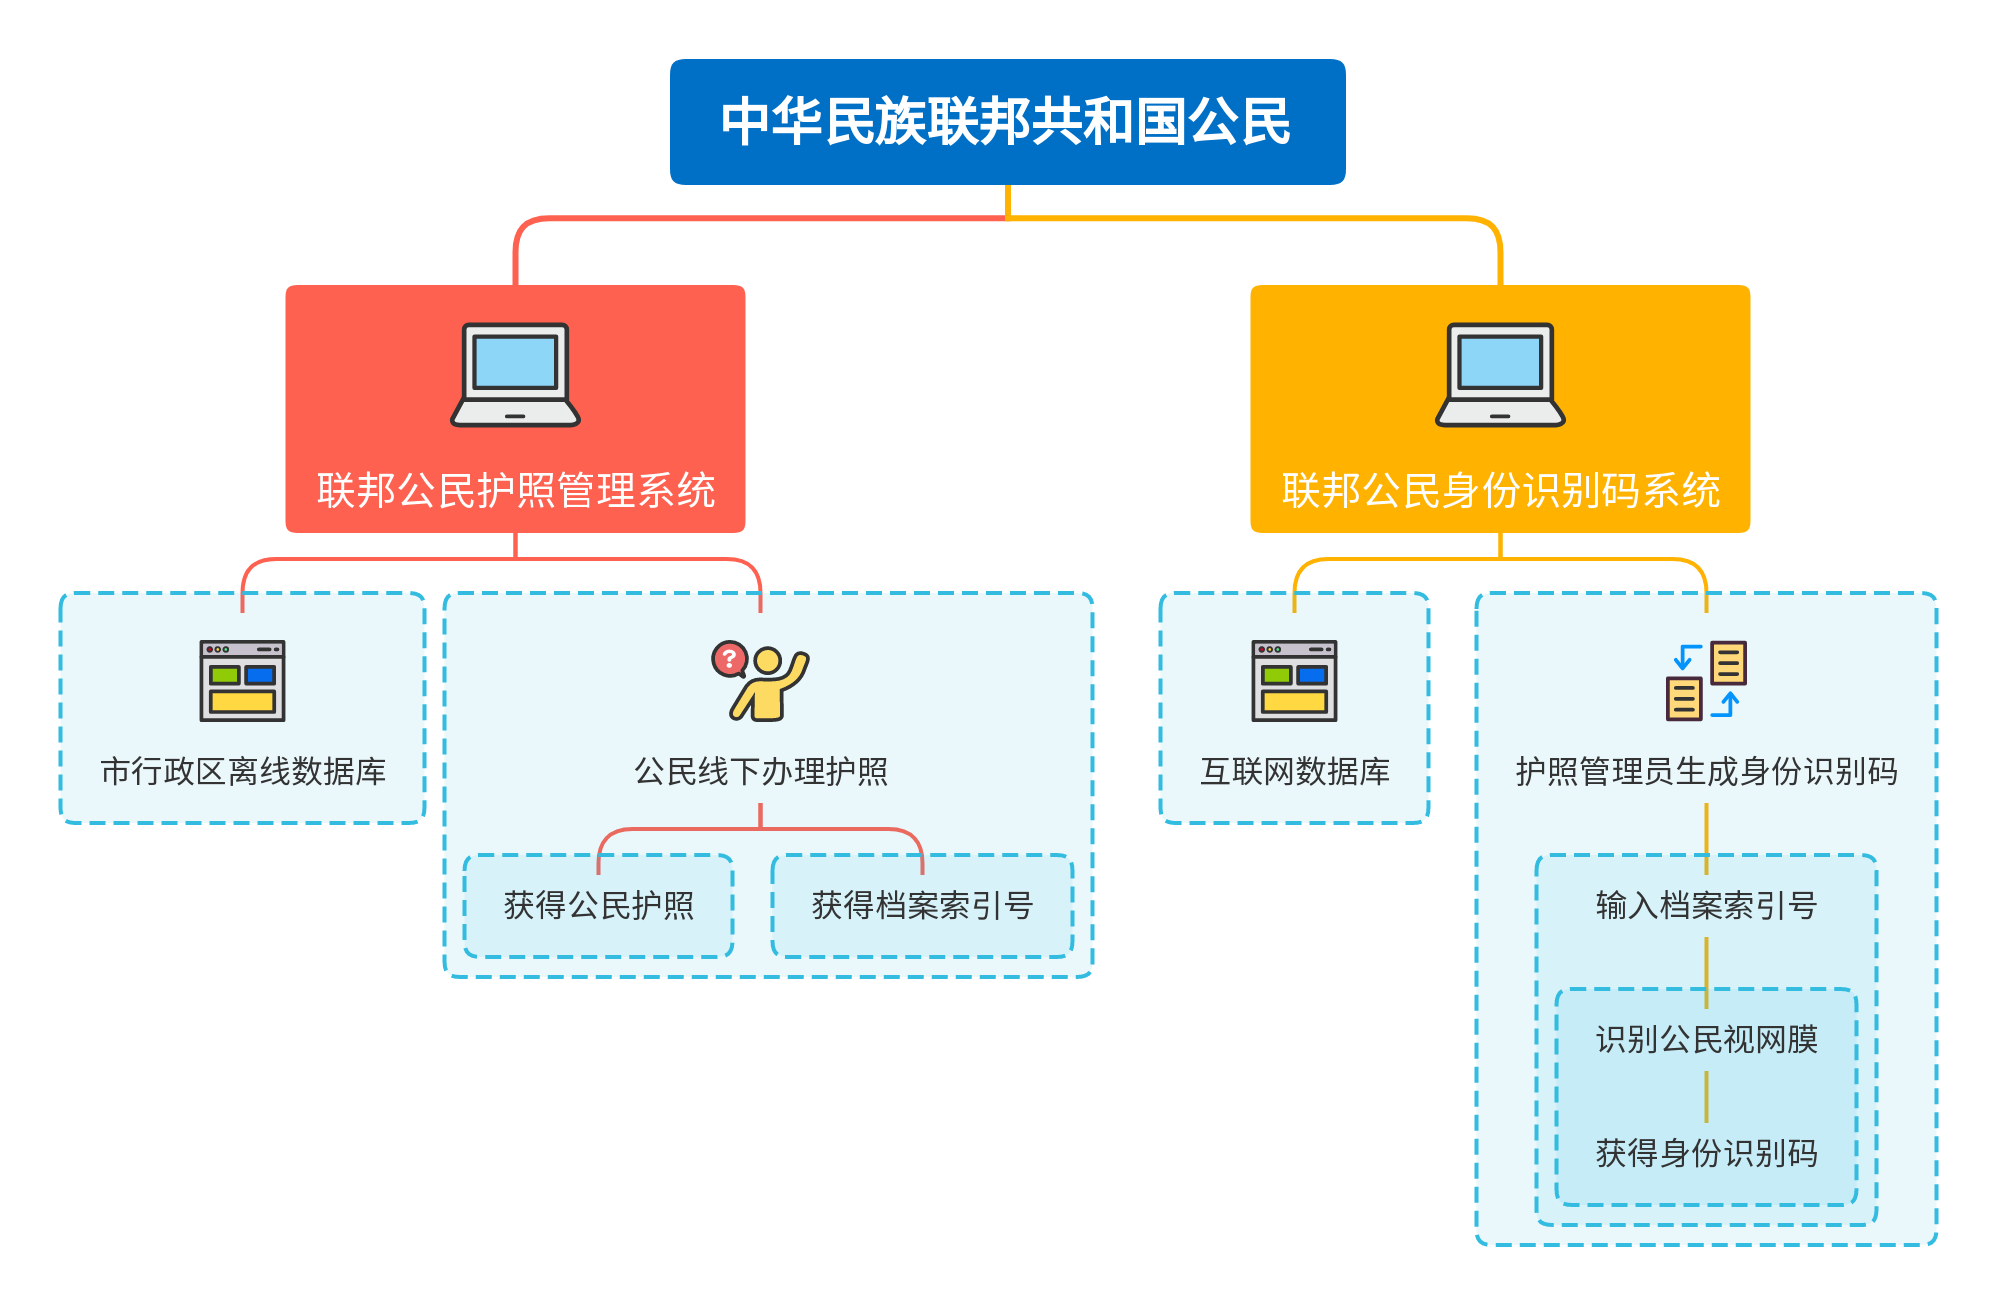 中华民族联邦共和国公民
联邦公民护照管理系统
联邦公民身份识别码系统
?
市行政区离线数据库
公民线下办理护照
互联网数据库
护照管理员生成身份识别码
获得公民护照
获得档案索引号
输入档案索引号
识别公民视网膜
获得身份识别码